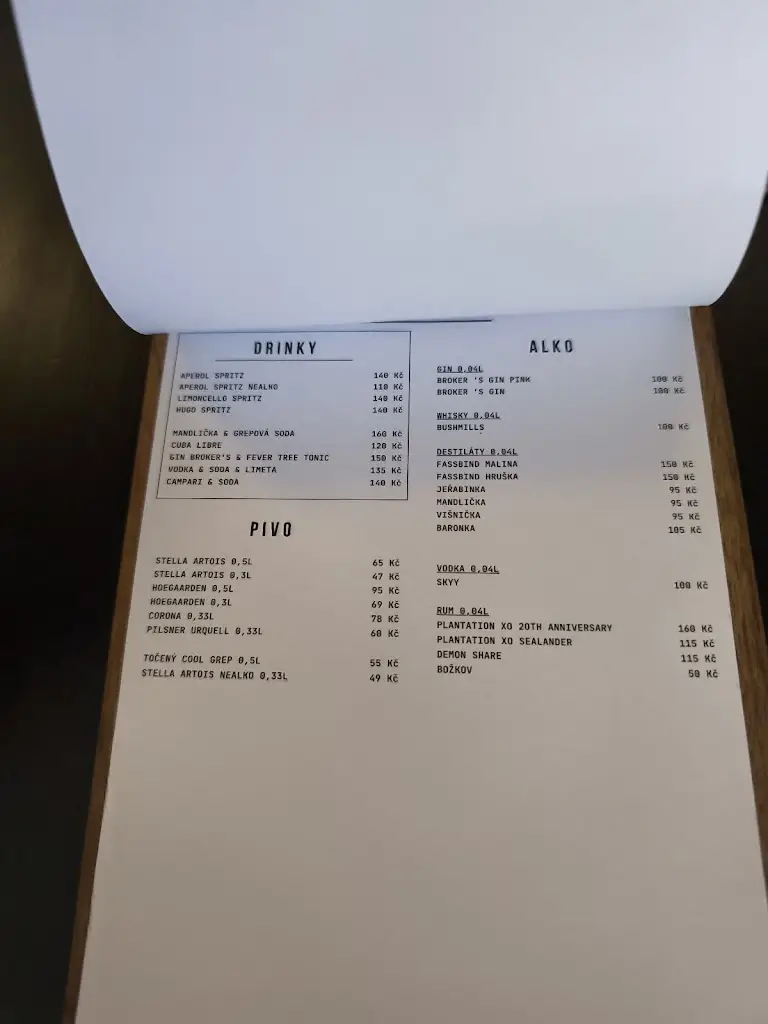 DRINKY
APEROL SPRITZ 140 Kč
APEROL SPRITZ NEALKO 110 Kč
LIMONCELLO SPRITZ 140 Kč
HUGO SPRITZ 140 Kč
MANDLIČKA & GREPOVÁ SODA 160 Kč
CUBA LIBRE 120 Kč
GIN BROKER'S & FEVER TREE TONIC 150 Kč
VODKA & SODA & LIMETA 135 Kč
CAMPARI & SODA 140 Kč
PIVO
STELLA ARTOIS 0,5L 65 Kč
STELLA ARTOIS 0,3L 47 Kč
HOEGAARDEN 0,5L 95 Kč
HOEGAARDEN 0,3L 69 Kč
CORONA 0,33L 78 Kč
PILSNER URQUELL 0,33L 60 Kč
TOČENÝ COOL GREP 0,5L 55 Kč
STELLA ARTOIS NEALKO 0,33L 49 Kč
ALKO
GIN 0,04L
BROKER 'S GIN PINK 100 Kč
BROKER 'S GIN 100 Kč
WHISKY 0,04L
BUSHMILLS 100 Kč
DESTILÁTY 0,04L
FASSBIND MALINA 150 Kč
FASSBIND HRUŠKA 150 Kč
JEŘABINKA 95 Kč
MANDLIČKA 95 Kč
VIŠNIČKA 95 Kč
BARONKA 105 Kč
VODKA 0,04L
SKYY 100 Kč
RUM 0,04L
PLANTATION XO 20TH ANNIVERSARY 160 Kč
PLANTATION XO SEALANDER 115 Kč
DEMON SHARE 115 Kč
BOŽKOV 50 Kč